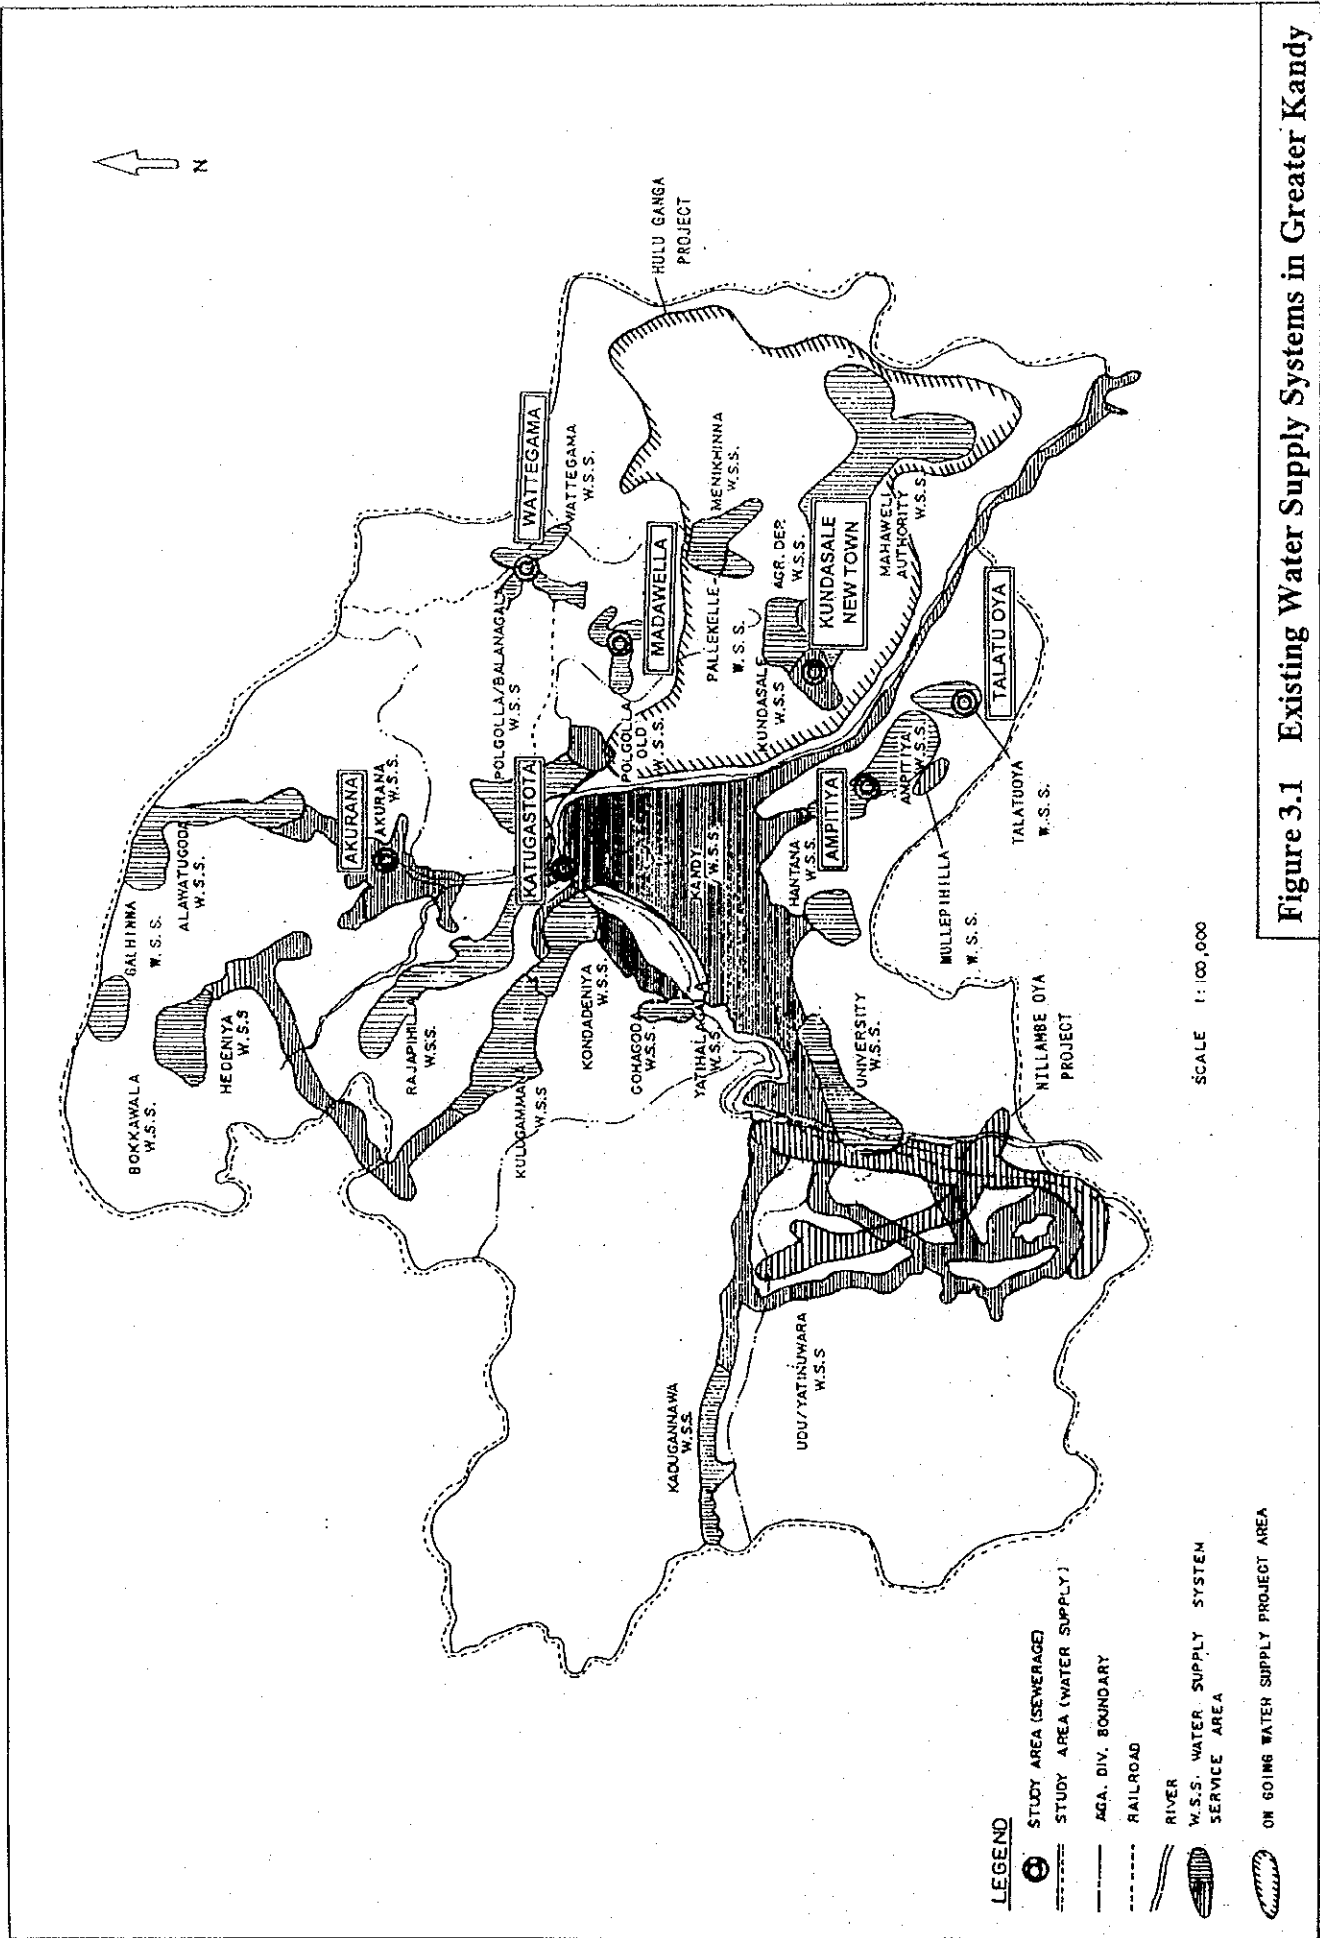 N
HULU GANGA
PROJECT
WATTEGAMA
WATTEGAMA
W.S.S.
MADAWELLA
MENIKHINNA
W.S.S.
PALLEKELLE
W. S. S.
AGR. DEP.
W.S.S.
KUNDASALE
NEW TOWN
KUNDASALE
W.S.S
MAHAWELI
AUTHORITY
W.S.S.
TALATU OYA
TALATUOYA
W.S.S.
AMPITIYA
AMPITIYA
W.S.S.
MULLEPIHILLA
W.S.S.
HANTANA
W.S.S.
POLGOLLA/BALANAGALA
W.S.S
POLGOLLA
OLD
W.S.S.
KATUGASTOTA
AKURANA
AKURANA
W.S.S.
ALAWATUGODA
W.S.S.
GALHINNA
W. S. S.
BOKKAWALA
W.S.S.
HEDENIYA
W.S.S
RAJAPIHILLA
W.S.S.
KULUGAMMANA
W.S.S
KONDADENIYA
W.S.S.
GOHAGODA
W.S.S.
YATIHALA
W.S.S.
KANDY
W.S.S
UNIVERSITY
W.S.S.
NILLAMBE OYA
PROJECT
KADUGANNAWA
W.S.S.
UDU/YATINUWARA
W.S.S
SCALE 1:100,000
LEGEND
STUDY AREA (SEWERAGE)
STUDY AREA (WATER SUPPLY)
AGA. DIV. BOUNDARY
RAILROAD
RIVER
W.S.S. WATER SUPPLY SYSTEM
SERVICE AREA
ON GOING WATER SUPPLY PROJECT AREA
Figure 3.1 Existing Water Supply Systems in Greater Kandy